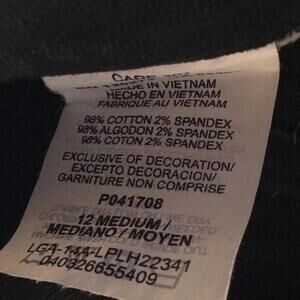 MADE IN VIETNAM
HECHO EN VIETNAM
FABRIQUE AU VIETNAM
98% COTTON 2% SPANDEX
98% ALGODON 2% SPANDEX
98% COTON 2% SPANDEX
EXCLUSIVE OF DECORATION/
EXCEPTO DECORACION/
GARNITURE NON COMPRISE
P041708
12 MEDIUM/
MEDIANO/MOYEN
LGA-14A-LPLH22341
040326655409